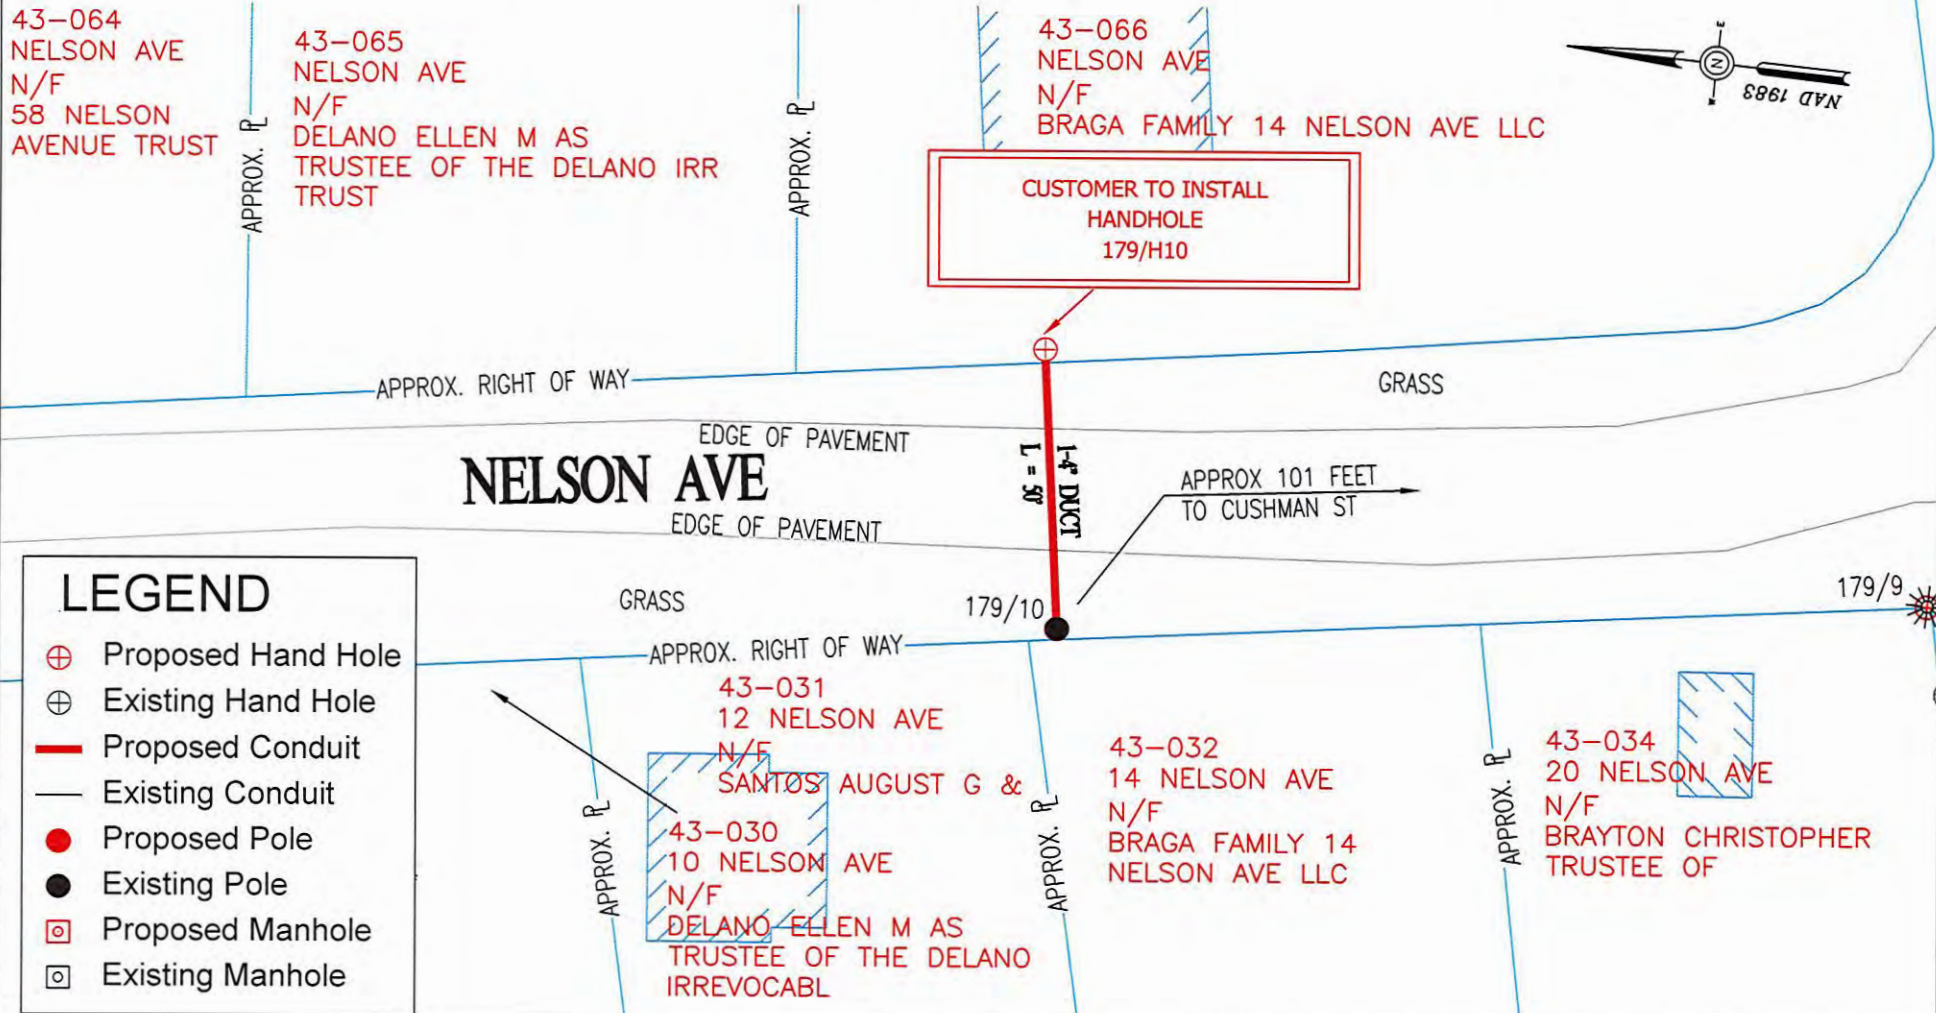 43-064
NELSON AVE
N/F
58 NELSON
AVENUE TRUST
APPROX. PL
43-065
NELSON AVE
N/F
DELANO ELLEN M AS
TRUSTEE OF THE DELANO IRR
TRUST
APPROX. PL
43-066
NELSON AVE
N/F
BRAGA FAMILY 14 NELSON AVE LLC
CUSTOMER TO INSTALL
HANDHOLE
179/H10
N
NAD 1983
APPROX. RIGHT OF WAY
GRASS
EDGE OF PAVEMENT
NELSON AVE
EDGE OF PAVEMENT
1-4" DUCT
L = 50'
APPROX 101 FEET
TO CUSHMAN ST
GRASS
179/10
179/9
APPROX. RIGHT OF WAY
LEGEND
Proposed Hand Hole
Existing Hand Hole
Proposed Conduit
Existing Conduit
Proposed Pole
Existing Pole
Proposed Manhole
Existing Manhole
APPROX. PL
43-031
12 NELSON AVE
N/F
SANTOS AUGUST G &
43-030
10 NELSON AVE
N/F
DELANO ELLEN M AS
TRUSTEE OF THE DELANO
IRREVOCABL
APPROX. PL
43-032
14 NELSON AVE
N/F
BRAGA FAMILY 14
NELSON AVE LLC
APPROX. PL
43-034
20 NELSON AVE
N/F
BRAYTON CHRISTOPHER
TRUSTEE OF